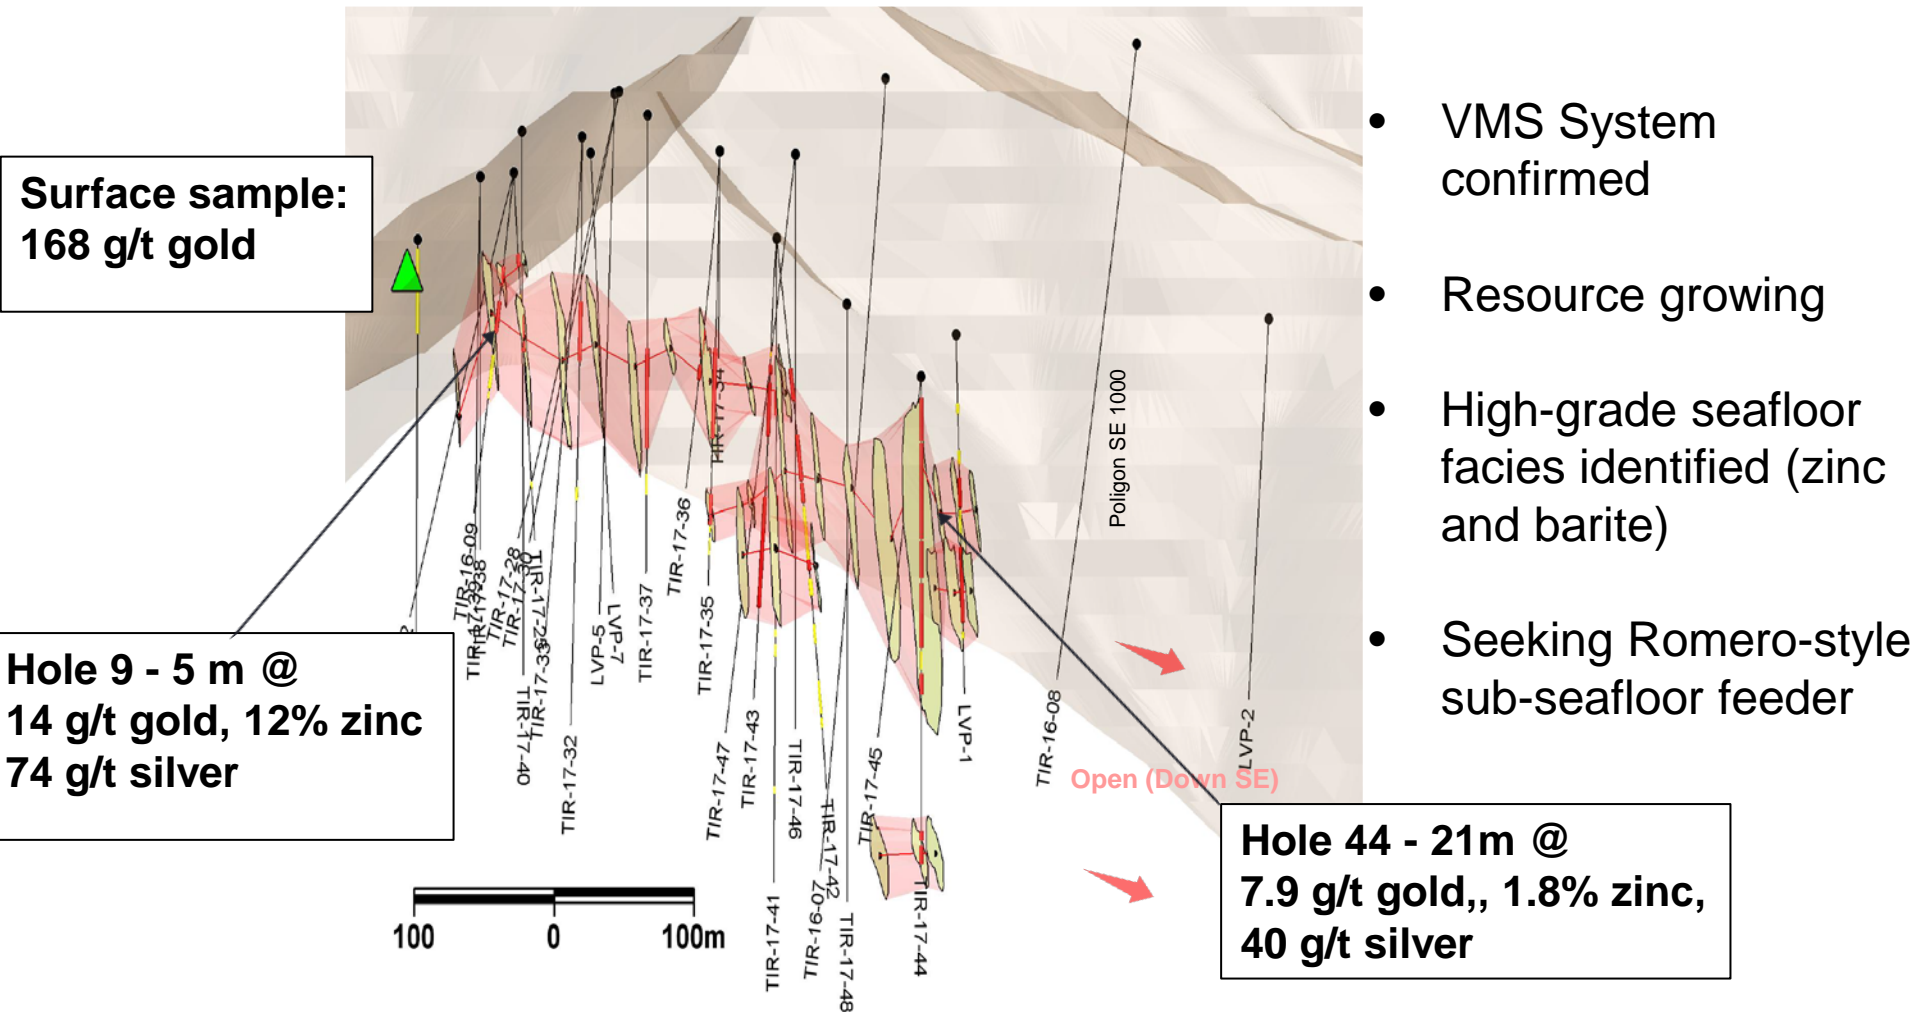 Surface sample:
168 g/t gold
Hole 9 - 5 m @
14 g/t gold, 12% zinc
74 g/t silver
TIR-16-09
TIR-17-38
TIR-17-28
TIR-17-30
TIR-17-33
TIR-17-40
TIR-17-32
LVP-5
LVP-7
TIR-17-37
TIR-17-36
TIR-17-35
TIR-17-34
TIR-17-47
TIR-17-43
TIR-17-41
TIR-17-46
TIR-17-42
TIR-16-07
TIR-17-48
TIR-17-45
TIR-17-44
LVP-1
TIR-16-08
Poligon SE 1000
LVP-2
Open (Down SE)
100 0 100m
Hole 44 - 21m @
7.9 g/t gold,, 1.8% zinc,
40 g/t silver
• VMS System
confirmed
• Resource growing
• High-grade seafloor
facies identified (zinc
and barite)
• Seeking Romero-style
sub-seafloor feeder